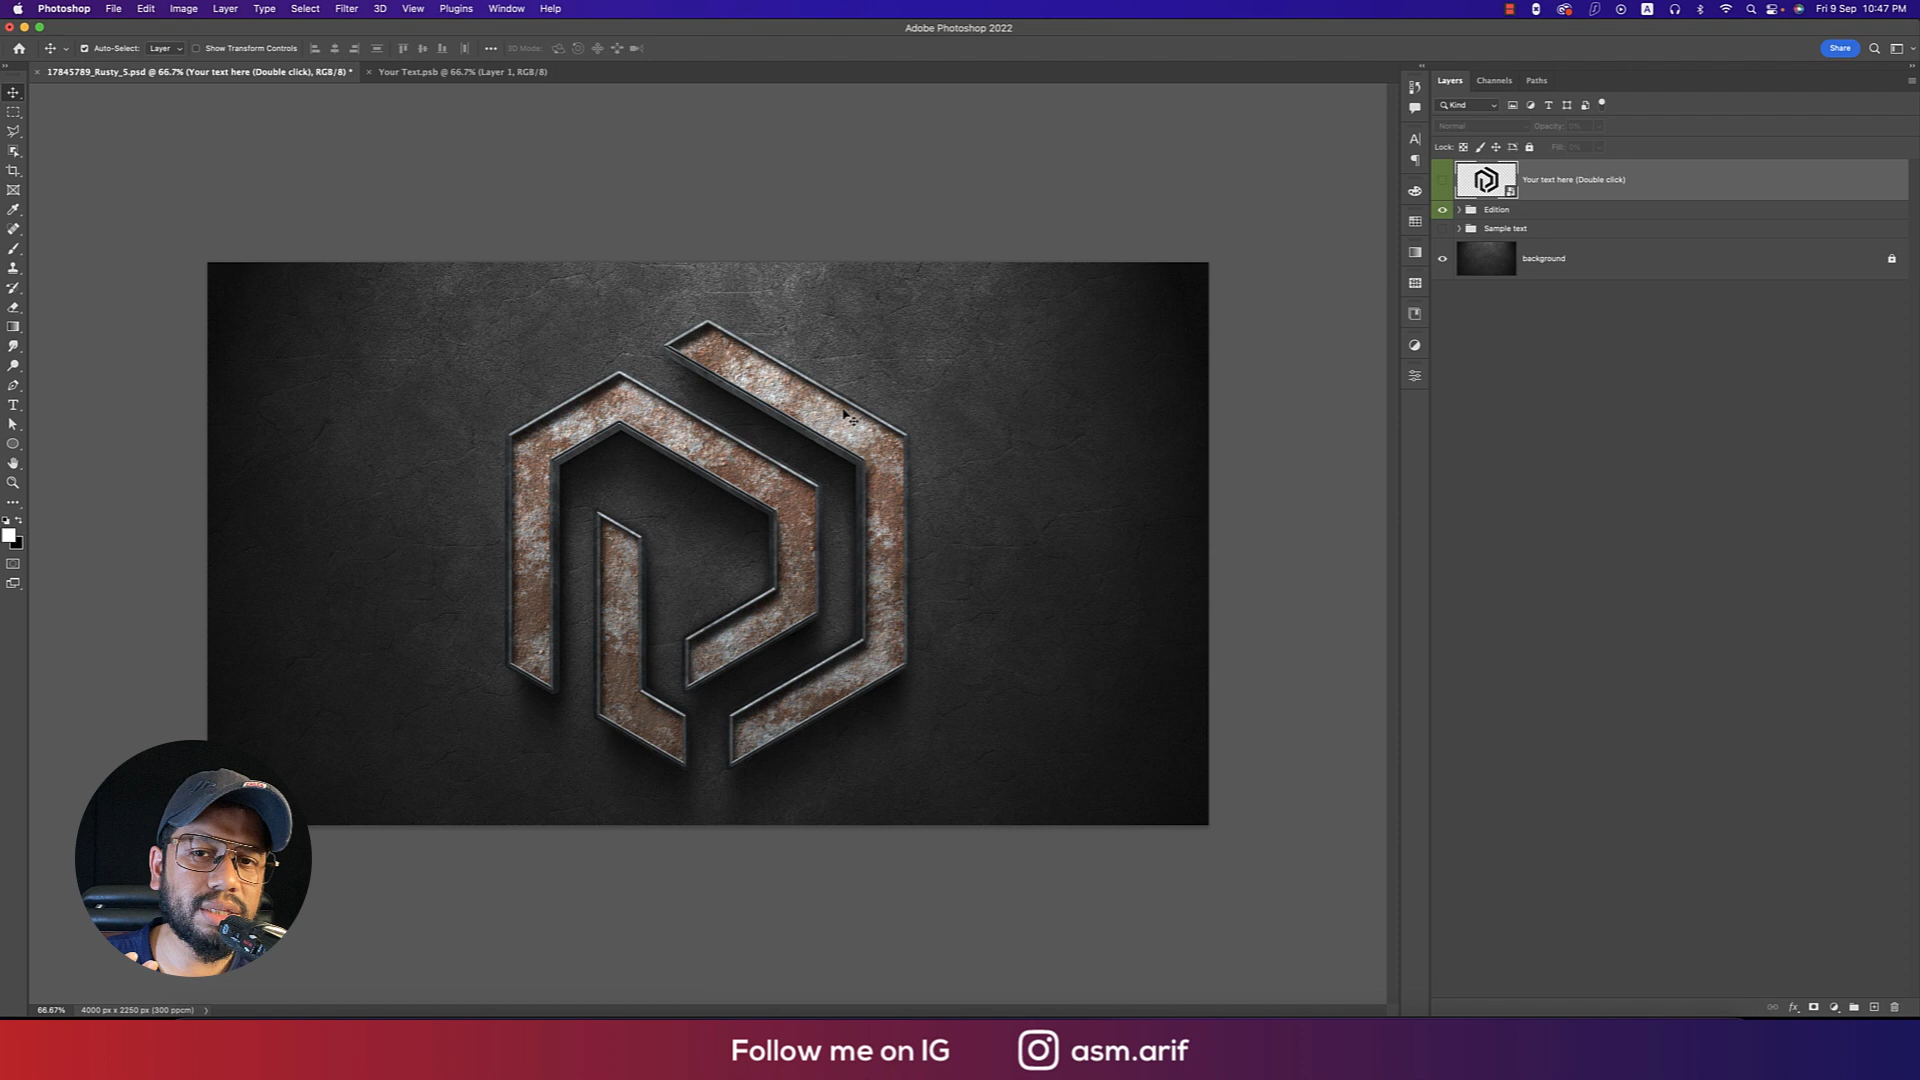 Photoshop File Edit Image Layer Type Select Filter 3D View Plugins Window Help
A
Fri 9 Sep 10:47 PM
Adobe Photoshop 2022
Auto-Select: Layer Show Transform Controls
3D Mode:
Share
17845789_Rusty_5.psd @ 66.7% (Your text here (Double click), RGB/8) *
Your Text.psb @ 66.7% (Layer 1, RGB/8)
Layers Channels Paths
Kind
Normal Opacity: 0%
Lock: Fill: 0%
Your text here (Double click)
Edition
Sample text
background
66.67% 4000 px x 2250 px (300 ppcm)
Follow me on IG
asm.arif